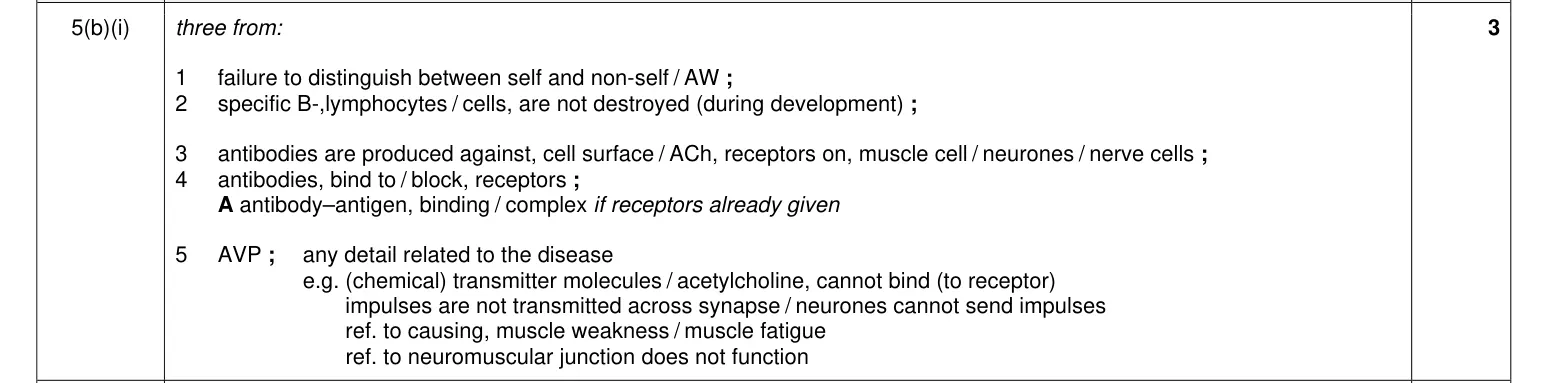 5(b)(i) three from: 3
1 failure to distinguish between self and non-self / AW ;
2 specific B-,lymphocytes / cells, are not destroyed (during development) ;
3 antibodies are produced against, cell surface / ACh, receptors on, muscle cell / neurones / nerve cells ;
4 antibodies, bind to / block, receptors ;
A antibody–antigen, binding / complex if receptors already given
5 AVP ; any detail related to the disease
e.g. (chemical) transmitter molecules / acetylcholine, cannot bind (to receptor)
impulses are not transmitted across synapse / neurones cannot send impulses
ref. to causing, muscle weakness / muscle fatigue
ref. to neuromuscular junction does not function